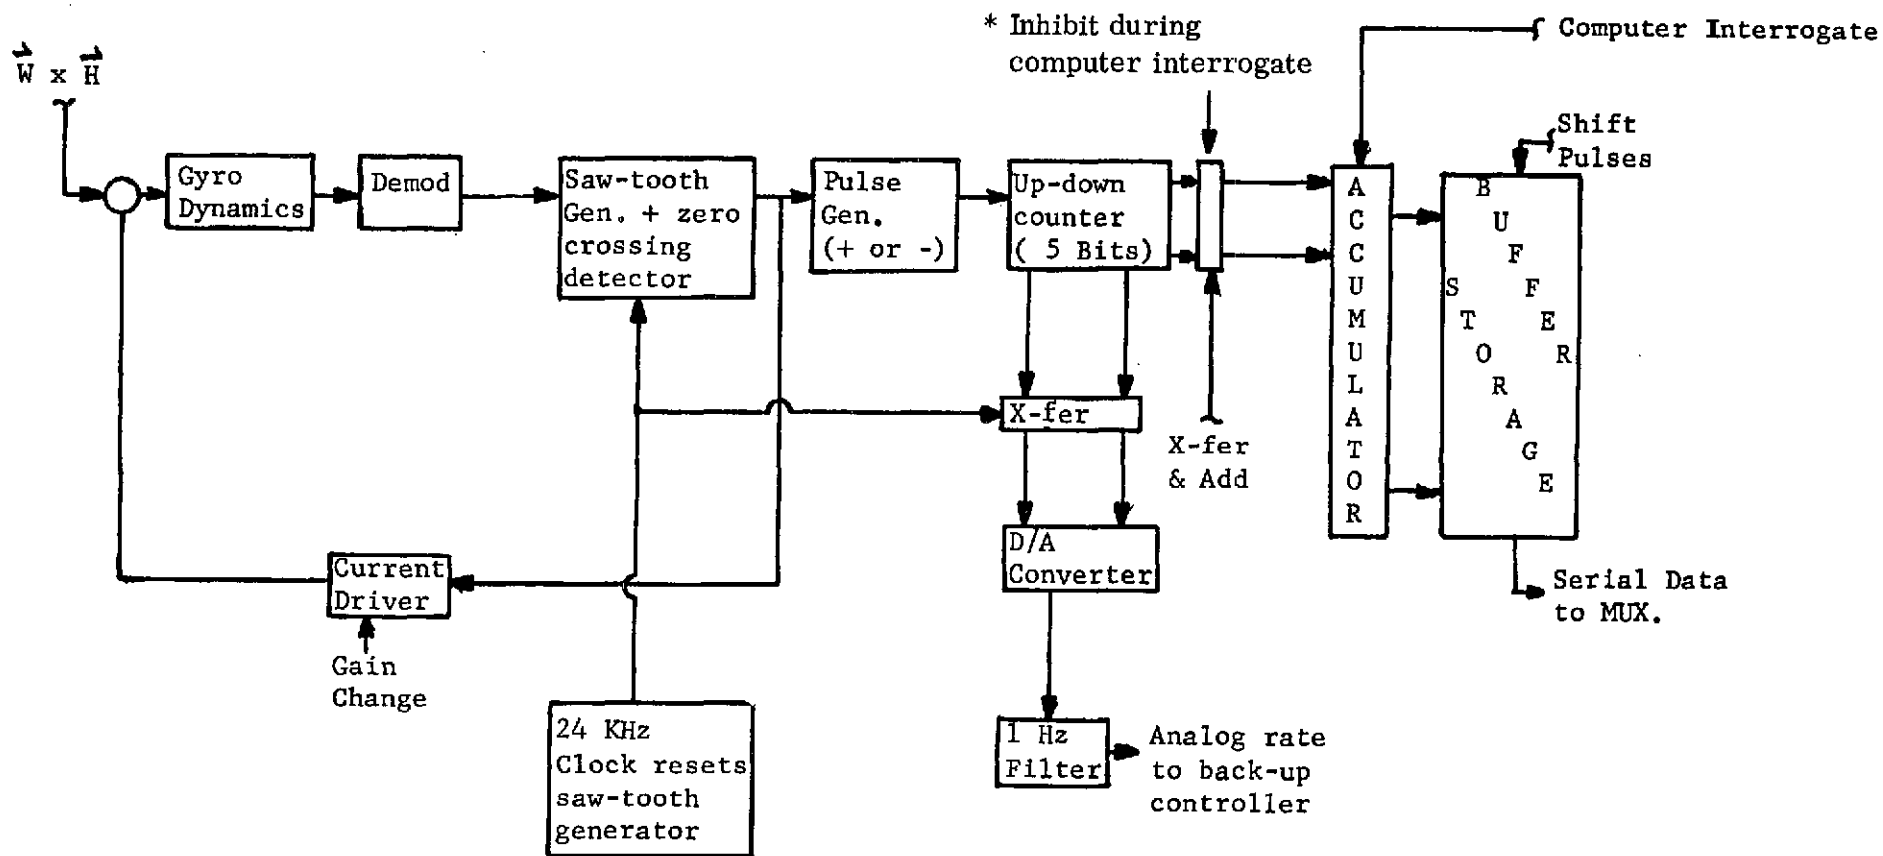 * Inhibit during
computer interrogate
Computer Interrogate
W x H
Shift
Pulses
Gyro
Dynamics
Demod
Saw-tooth
Gen. + zero
crossing
detector
Pulse
Gen.
(+ or -)
Up-down
counter
( 5 Bits)
ACCUMULATOR
BUFFER
STORAGE
X-fer
X-fer
& Add
D/A
Converter
Current
Driver
Gain
Change
Serial Data
to MUX.
24 KHz
Clock resets
saw-tooth
generator
1 Hz
Filter
Analog rate
to back-up
controller